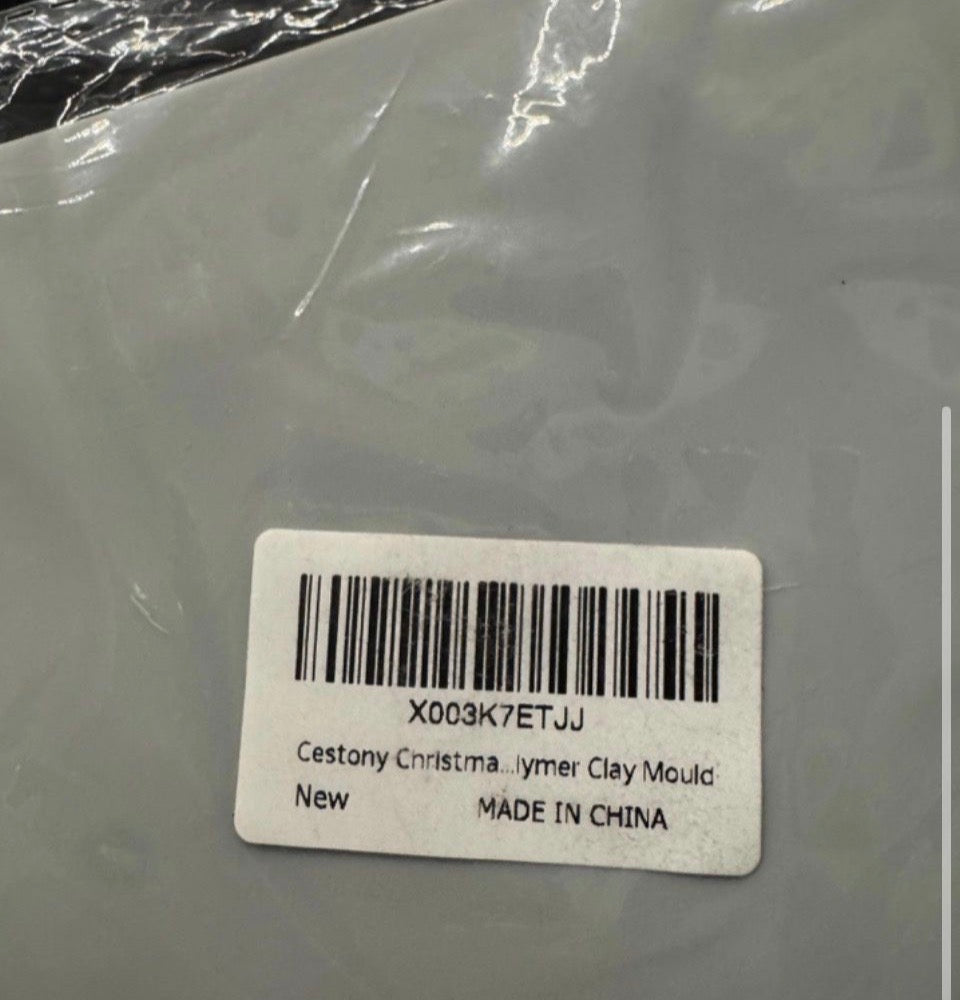 X003K7ETJJ
Cestony Christma...lymer Clay Mould
New MADE IN CHINA